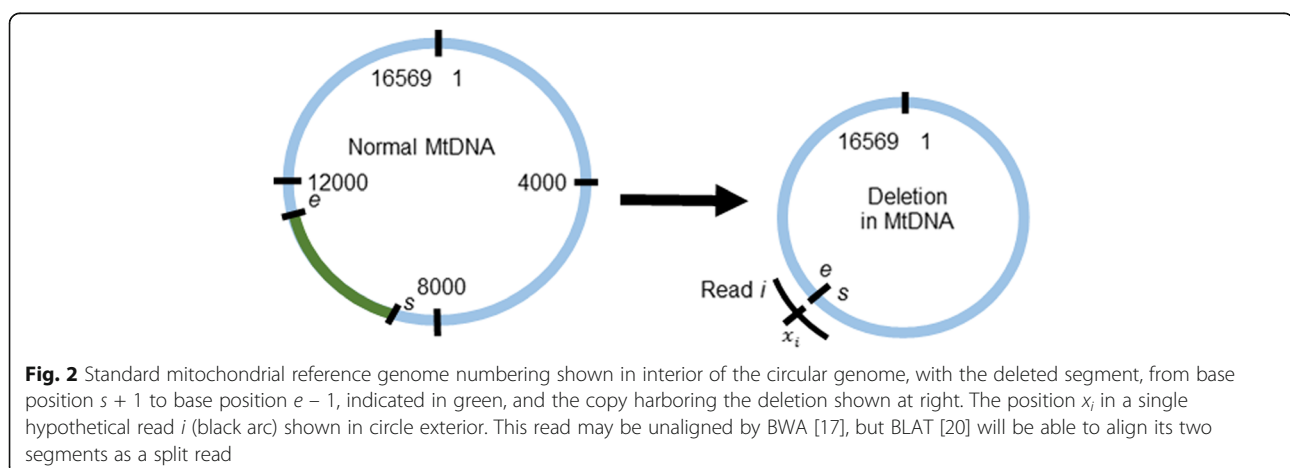 16569 1
Normal MtDNA
12000
4000
e
8000
s
16569 1
Deletion
in MtDNA
e
s
Read i
xᵢ
Fig. 2 Standard mitochondrial reference genome numbering shown in interior of the circular genome, with the deleted segment, from base
position s + 1 to base position e – 1, indicated in green, and the copy harboring the deletion shown at right. The position xᵢ in a single
hypothetical read i (black arc) shown in circle exterior. This read may be unaligned by BWA [17], but BLAT [20] will be able to align its two
segments as a split read